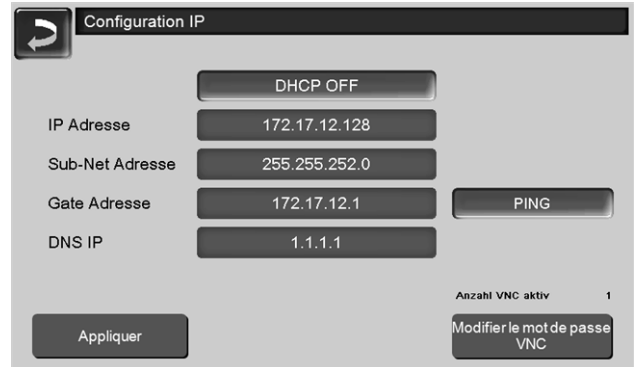 Configuration IP
DHCP OFF
IP Adresse 172.17.12.128
Sub-Net Adresse 255.255.252.0
Gate Adresse 172.17.12.1 PING
DNS IP 1.1.1.1
Anzahl VNC aktiv 1
Appliquer
Modifier le mot de passe
VNC